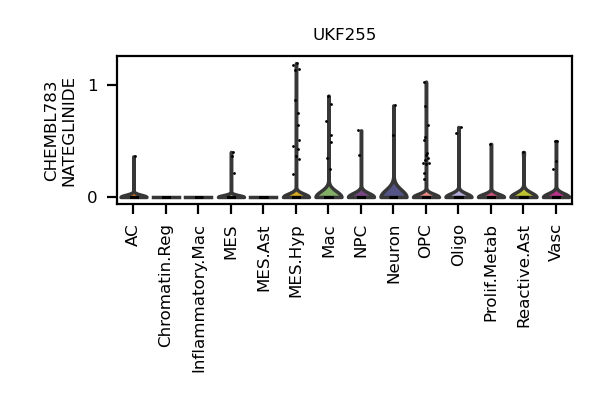 UKF255
CHEMBL783
NATEGLINIDE
1
0
AC
Chromatin.Reg
Inflammatory.Mac
MES
MES.Ast
MES.Hyp
Mac
NPC
Neuron
OPC
Oligo
Prolif.Metab
Reactive.Ast
Vasc